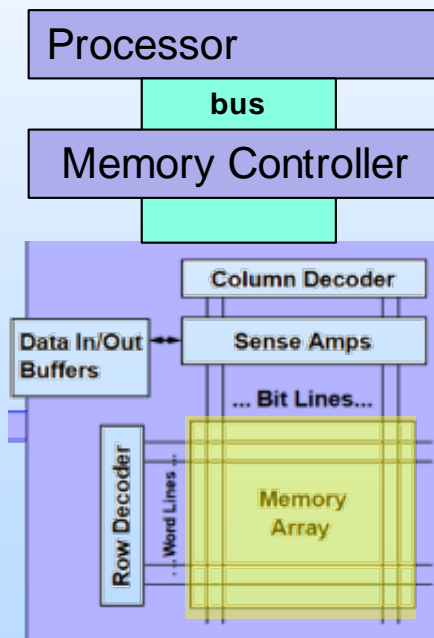 Processor
bus
Memory Controller
Column Decoder
Data In/Out
Buffers
Sense Amps
... Bit Lines...
Row Decoder
... Word Lines ...
Memory
Array